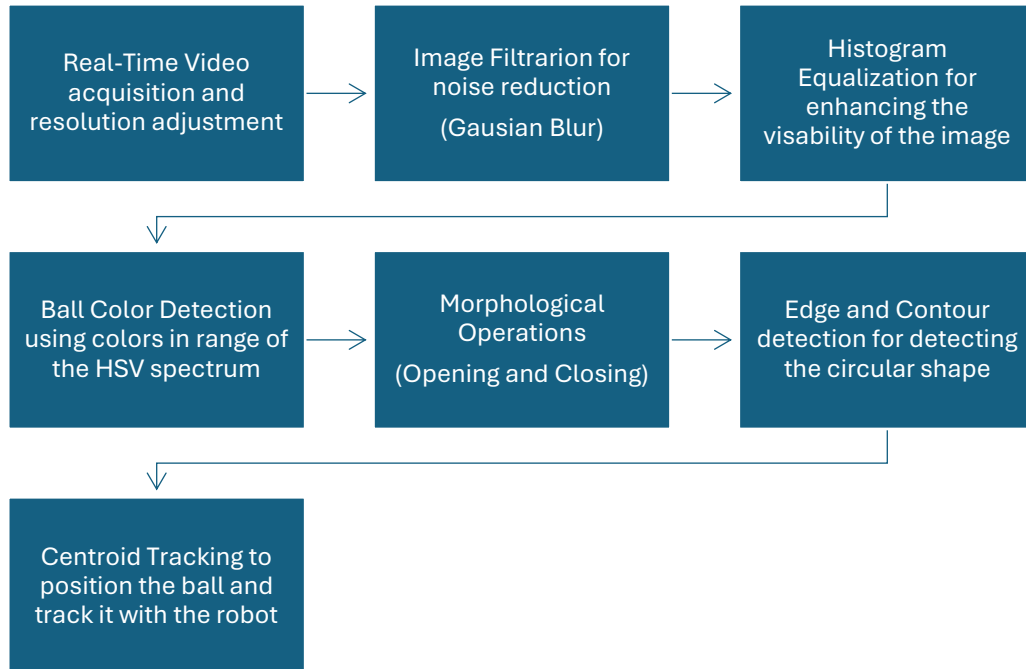 Real-Time Video
acquisition and
resolution adjustment
Image Filtrarion for
noise reduction
(Gausian Blur)
Histogram
Equalization for
enhancing the
visability of the image
Ball Color Detection
using colors in range of
the HSV spectrum
Morphological
Operations
(Opening and Closing)
Edge and Contour
detection for detecting
the circular shape
Centroid Tracking to
position the ball and
track it with the robot